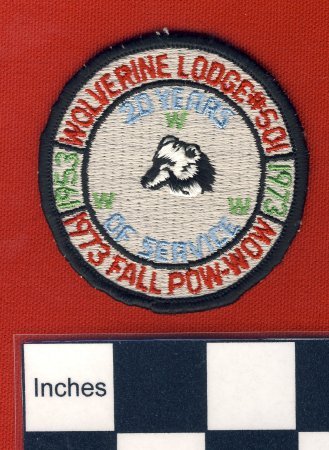 WOLVERINE LODGE #501
20 YEARS
W
1953
1973
W W
OF SERVICE
1973 FALL POW-WOW
Inches